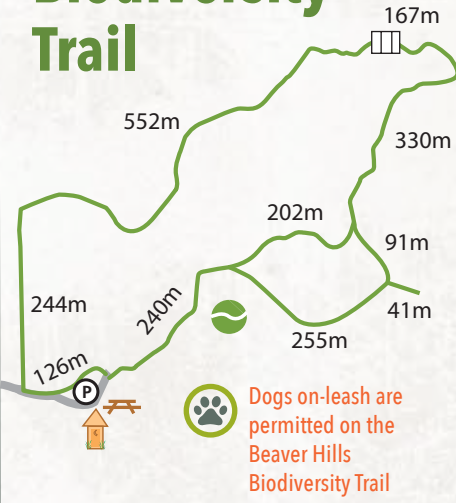 Biodiversity
Trail
167m
552m
330m
202m
91m
244m
240m
41m
255m
126m
P
Dogs on-leash are
permitted on the
Beaver Hills
Biodiversity Trail